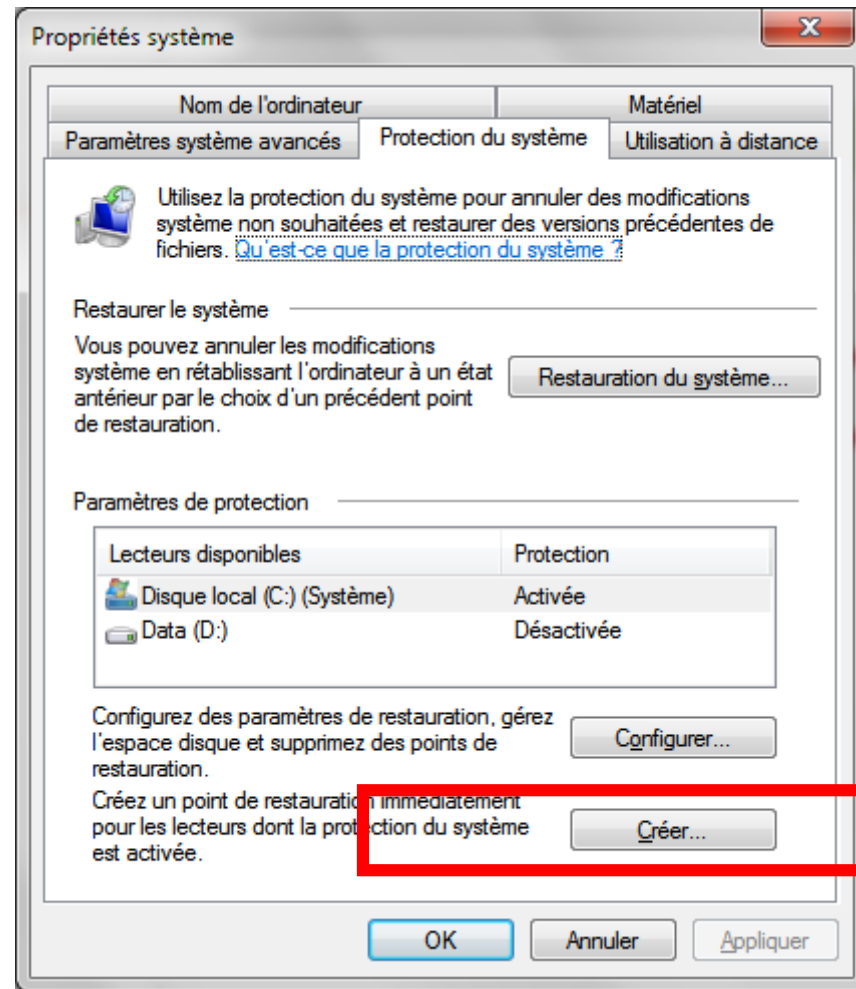 Propriétés système
Nom de l'ordinateur
Matériel
Paramètres système avancés
Protection du système
Utilisation à distance
Utilisez la protection du système pour annuler des modifications
système non souhaitées et restaurer des versions précédentes de
fichiers. Qu'est-ce que la protection du système ?
Restaurer le système
Vous pouvez annuler les modifications
système en rétablissant l'ordinateur à un état
antérieur par le choix d'un précédent point
de restauration.
Restauration du système...
Paramètres de protection
Lecteurs disponibles
Protection
Disque local (C:) (Système)
Activée
Data (D:)
Désactivée
Configurez des paramètres de restauration, gérez
l'espace disque et supprimez des points de
restauration.
Configurer...
Créez un point de restauration immédiatement
pour les lecteurs dont la protection du système
est activée.
Créer...
OK
Annuler
Appliquer